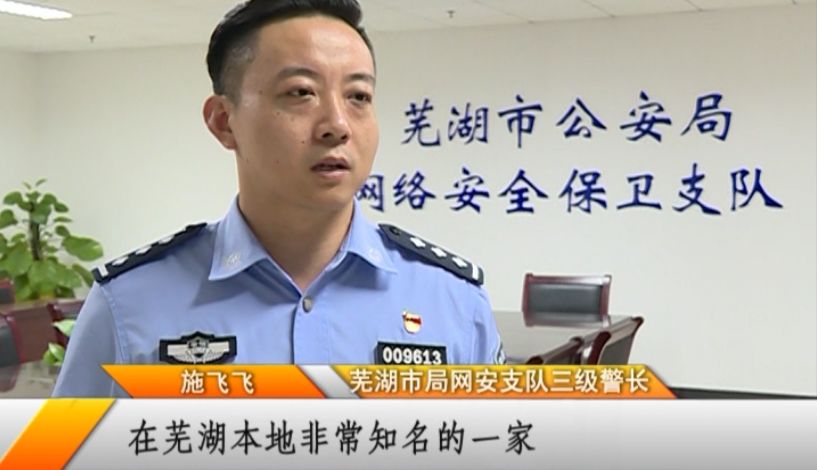 芜湖市公安局
网络安全保卫支队
009613
施飞飞
芜湖市局网安支队三级警长
在芜湖本地非常知名的一家